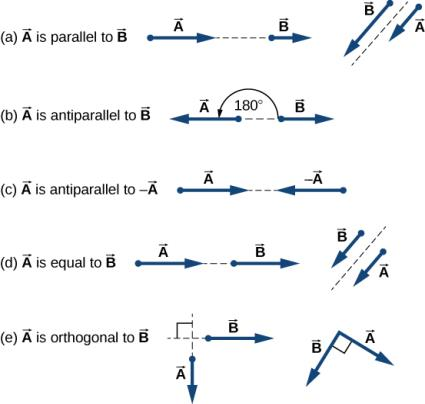 (a) A⃗ is parallel to B⃗ A⃗ B⃗ B⃗ A⃗
(b) A⃗ is antiparallel to B⃗ A⃗ 180° B⃗
(c) A⃗ is antiparallel to –A⃗ A⃗ –A⃗
(d) A⃗ is equal to B⃗ A⃗ B⃗ B⃗ A⃗
(e) A⃗ is orthogonal to B⃗ B⃗ A⃗ B⃗ A⃗